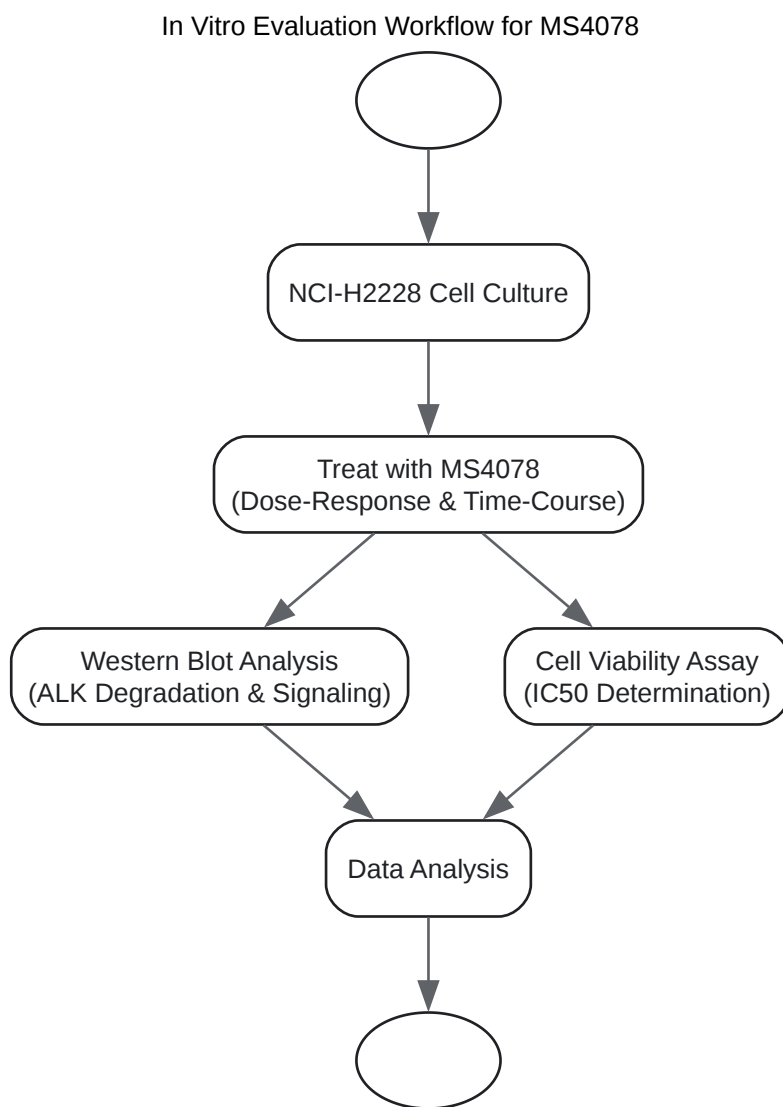 In Vitro Evaluation Workflow for MS4078
NCI-H2228 Cell Culture
Treat with MS4078
(Dose-Response & Time-Course)
Western Blot Analysis
(ALK Degradation & Signaling)
Cell Viability Assay
(IC50 Determination)
Data Analysis